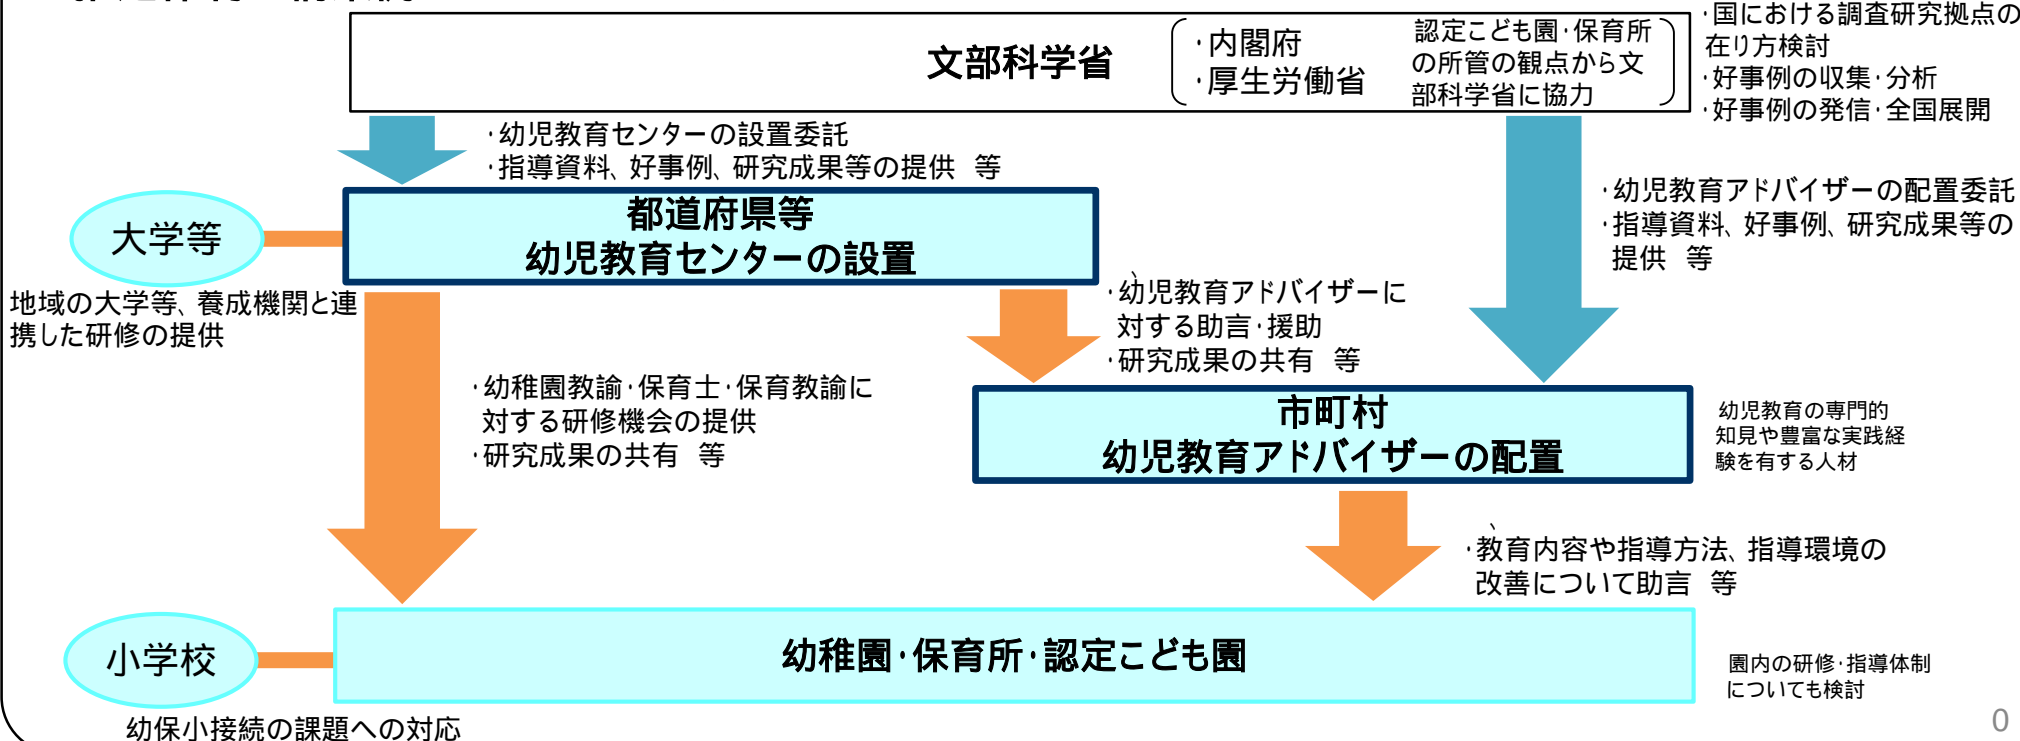 文部科学省
・内閣府
・厚生労働省
認定こども園・保育所
の所管の観点から文
部科学省に協力
・国における調査研究拠点の
在り方検討
・好事例の収集・分析
・好事例の発信・全国展開
・幼児教育センターの設置委託
・指導資料、好事例、研究成果等の提供 等
・幼児教育アドバイザーの配置委託
・指導資料、好事例、研究成果等の
提供 等
大学等
都道府県等
幼児教育センターの設置
地域の大学等、養成機関と連
携した研修の提供
・幼児教育アドバイザーに
対する助言・援助
・研究成果の共有 等
・幼稚園教諭・保育士・保育教諭に
対する研修機会の提供
・研究成果の共有 等
市町村
幼児教育アドバイザーの配置
幼児教育の専門的
知見や豊富な実践経
験を有する人材
・教育内容や指導方法、指導環境の
改善について助言 等
小学校
幼稚園・保育所・認定こども園
園内の研修・指導体制
についても検討
幼保小接続の課題への対応
0